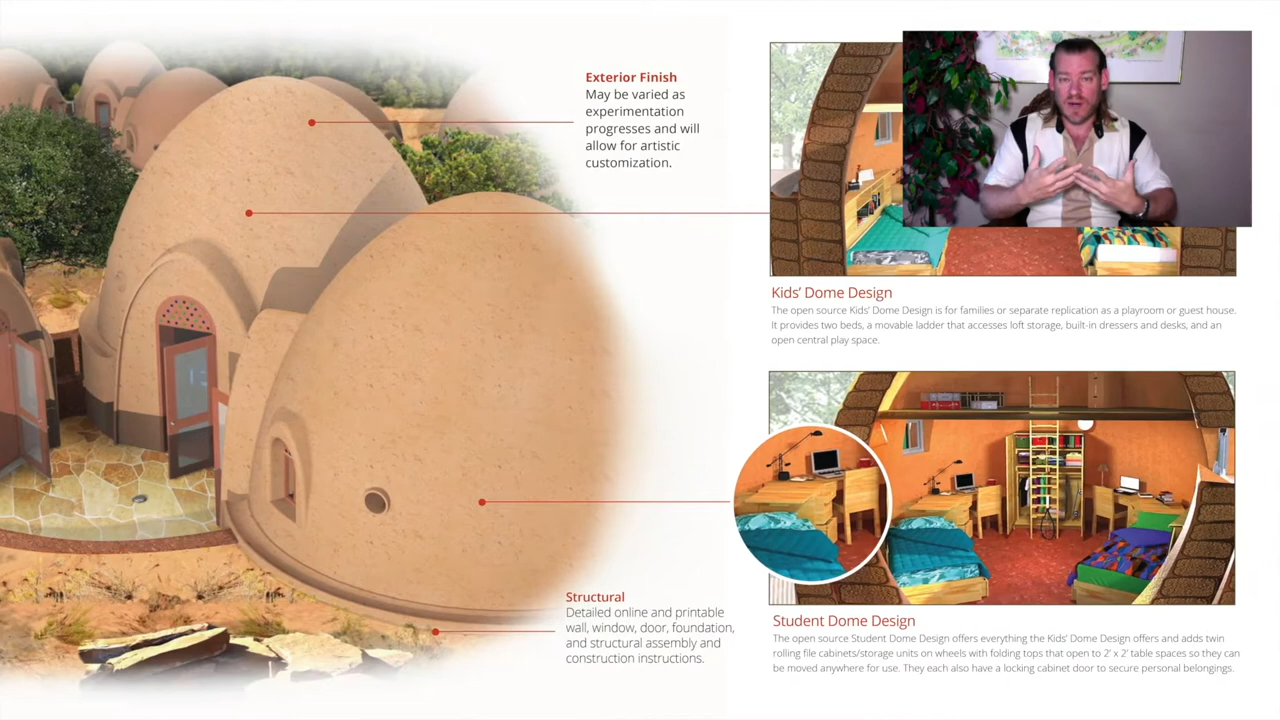 Exterior Finish
May be varied as
experimentation
progresses and will
allow for artistic
customization.
Kids' Dome Design
The open source Kids' Dome Design is for families or separate replication as a playroom or guest house.
It provides two beds, a movable ladder that accesses loft storage, built-in dressers and desks, and an
open central play space.
Structural
Detailed online and printable
wall, window, door, foundation,
and structural assembly and
construction instructions.
Student Dome Design
The open source Student Dome Design offers everything the Kids' Dome Design offers and adds twin
rolling file cabinets/storage units on wheels with folding tops that open to 2' x 2' table spaces so they can
be moved anywhere for use. They each also have a locking cabinet door to secure personal belongings.